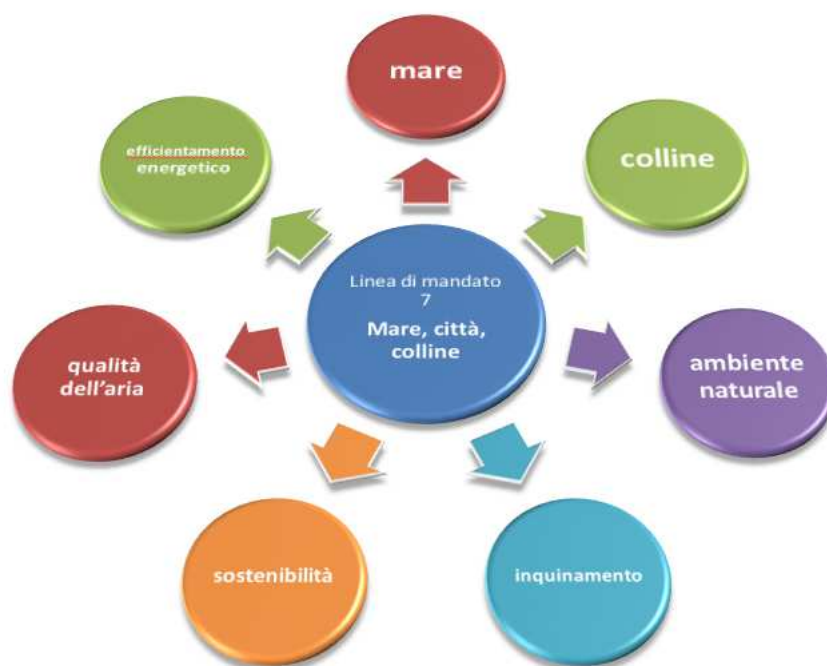 mare
colline
ambiente
naturale
inquinamento
sostenibilità
qualità
dell'aria
efficientamento
energetico
Linea di mandato
7
Mare, città,
colline